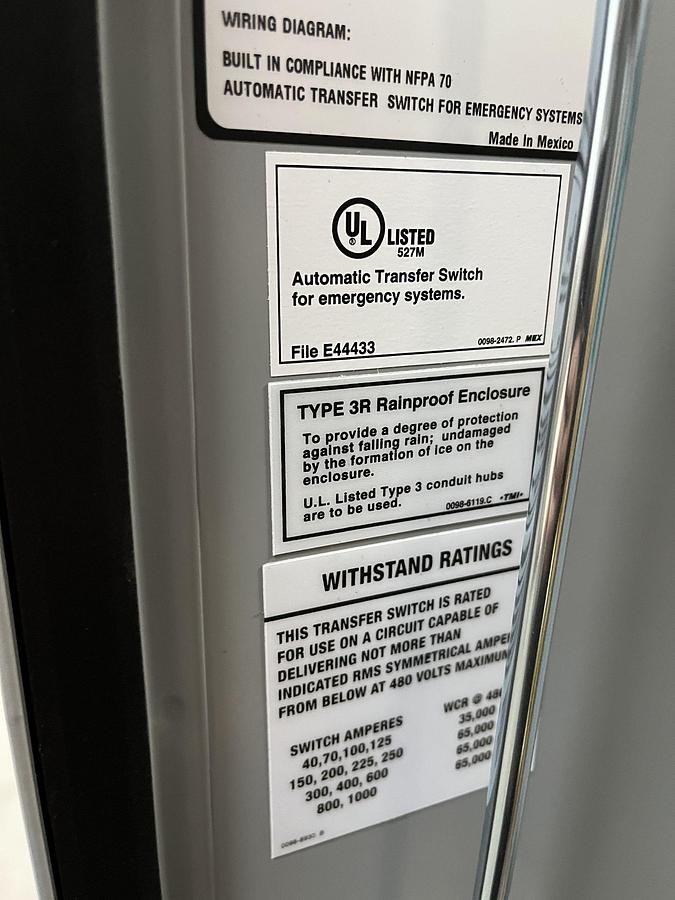 WIRING DIAGRAM:
BUILT IN COMPLIANCE WITH NFPA 70
AUTOMATIC TRANSFER SWITCH FOR EMERGENCY SYSTEMS
Made In Mexico
UL LISTED
527M
Automatic Transfer Switch
for emergency systems.
File E44433
0098-2472. P MEX
TYPE 3R Rainproof Enclosure
To provide a degree of protection
against falling rain; undamaged
by the formation of ice on the
enclosure.
U.L. Listed Type 3 conduit hubs
are to be used.
0098-6119.C -TMI-
WITHSTAND RATINGS
THIS TRANSFER SWITCH IS RATED
FOR USE ON A CIRCUIT CAPABLE OF
DELIVERING NOT MORE THAN
INDICATED RMS SYMMETRICAL AMPE
FROM BELOW AT 480 VOLTS MAXIMUM
SWITCH AMPERES WCR @ 480
40,70,100,125 35,000
150, 200, 225, 250 65,000
300, 400, 600 65,000
800, 1000 65,000